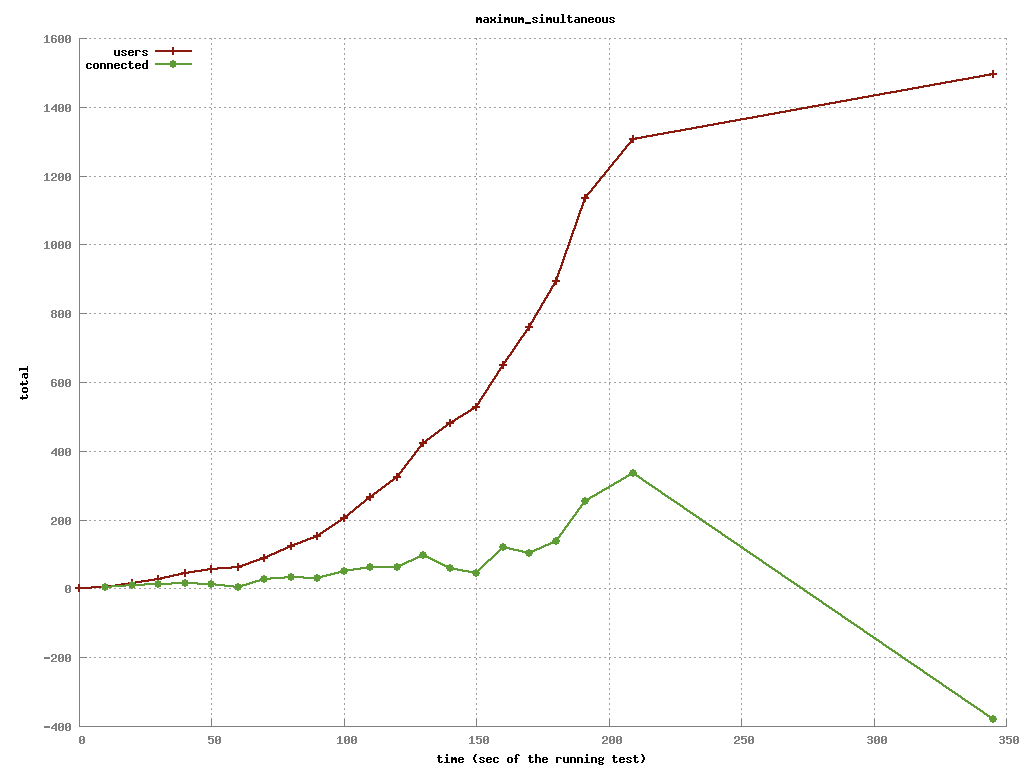 maximum_simultaneous
1600
users
connected
1400
1200
1000
800
600
total
400
200
0
-200
-400
0 50 100 150 200 250 300 350
time (sec of the running test)